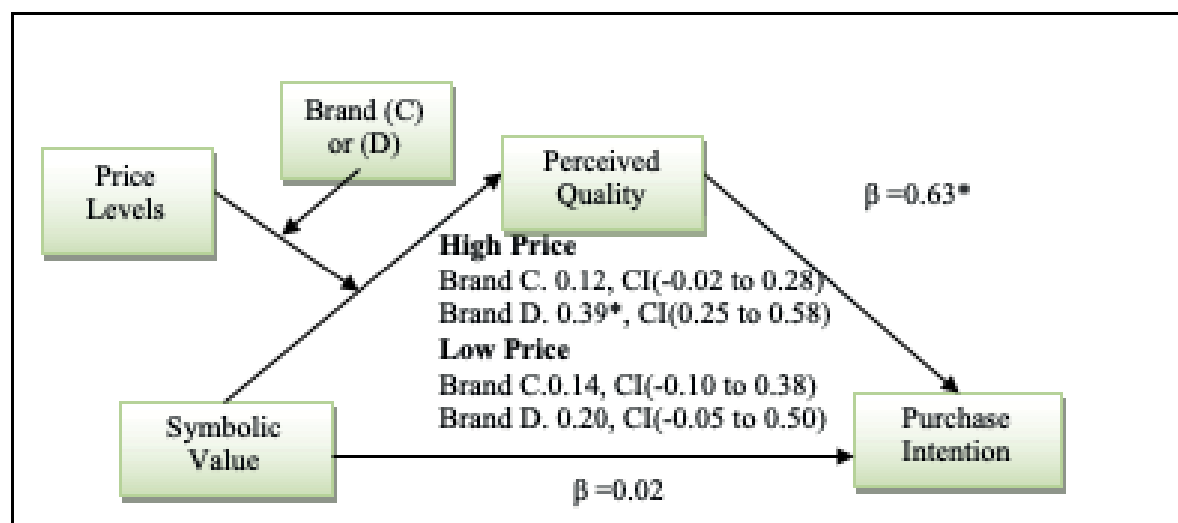 Brand (C)
or (D)
Price
Levels
Perceived
Quality
β =0.63*
High Price
Brand C. 0.12, CI(-0.02 to 0.28)
Brand D. 0.39*, CI(0.25 to 0.58)
Low Price
Brand C.0.14, CI(-0.10 to 0.38)
Brand D. 0.20, CI(-0.05 to 0.50)
Symbolic
Value
Purchase
Intention
β =0.02